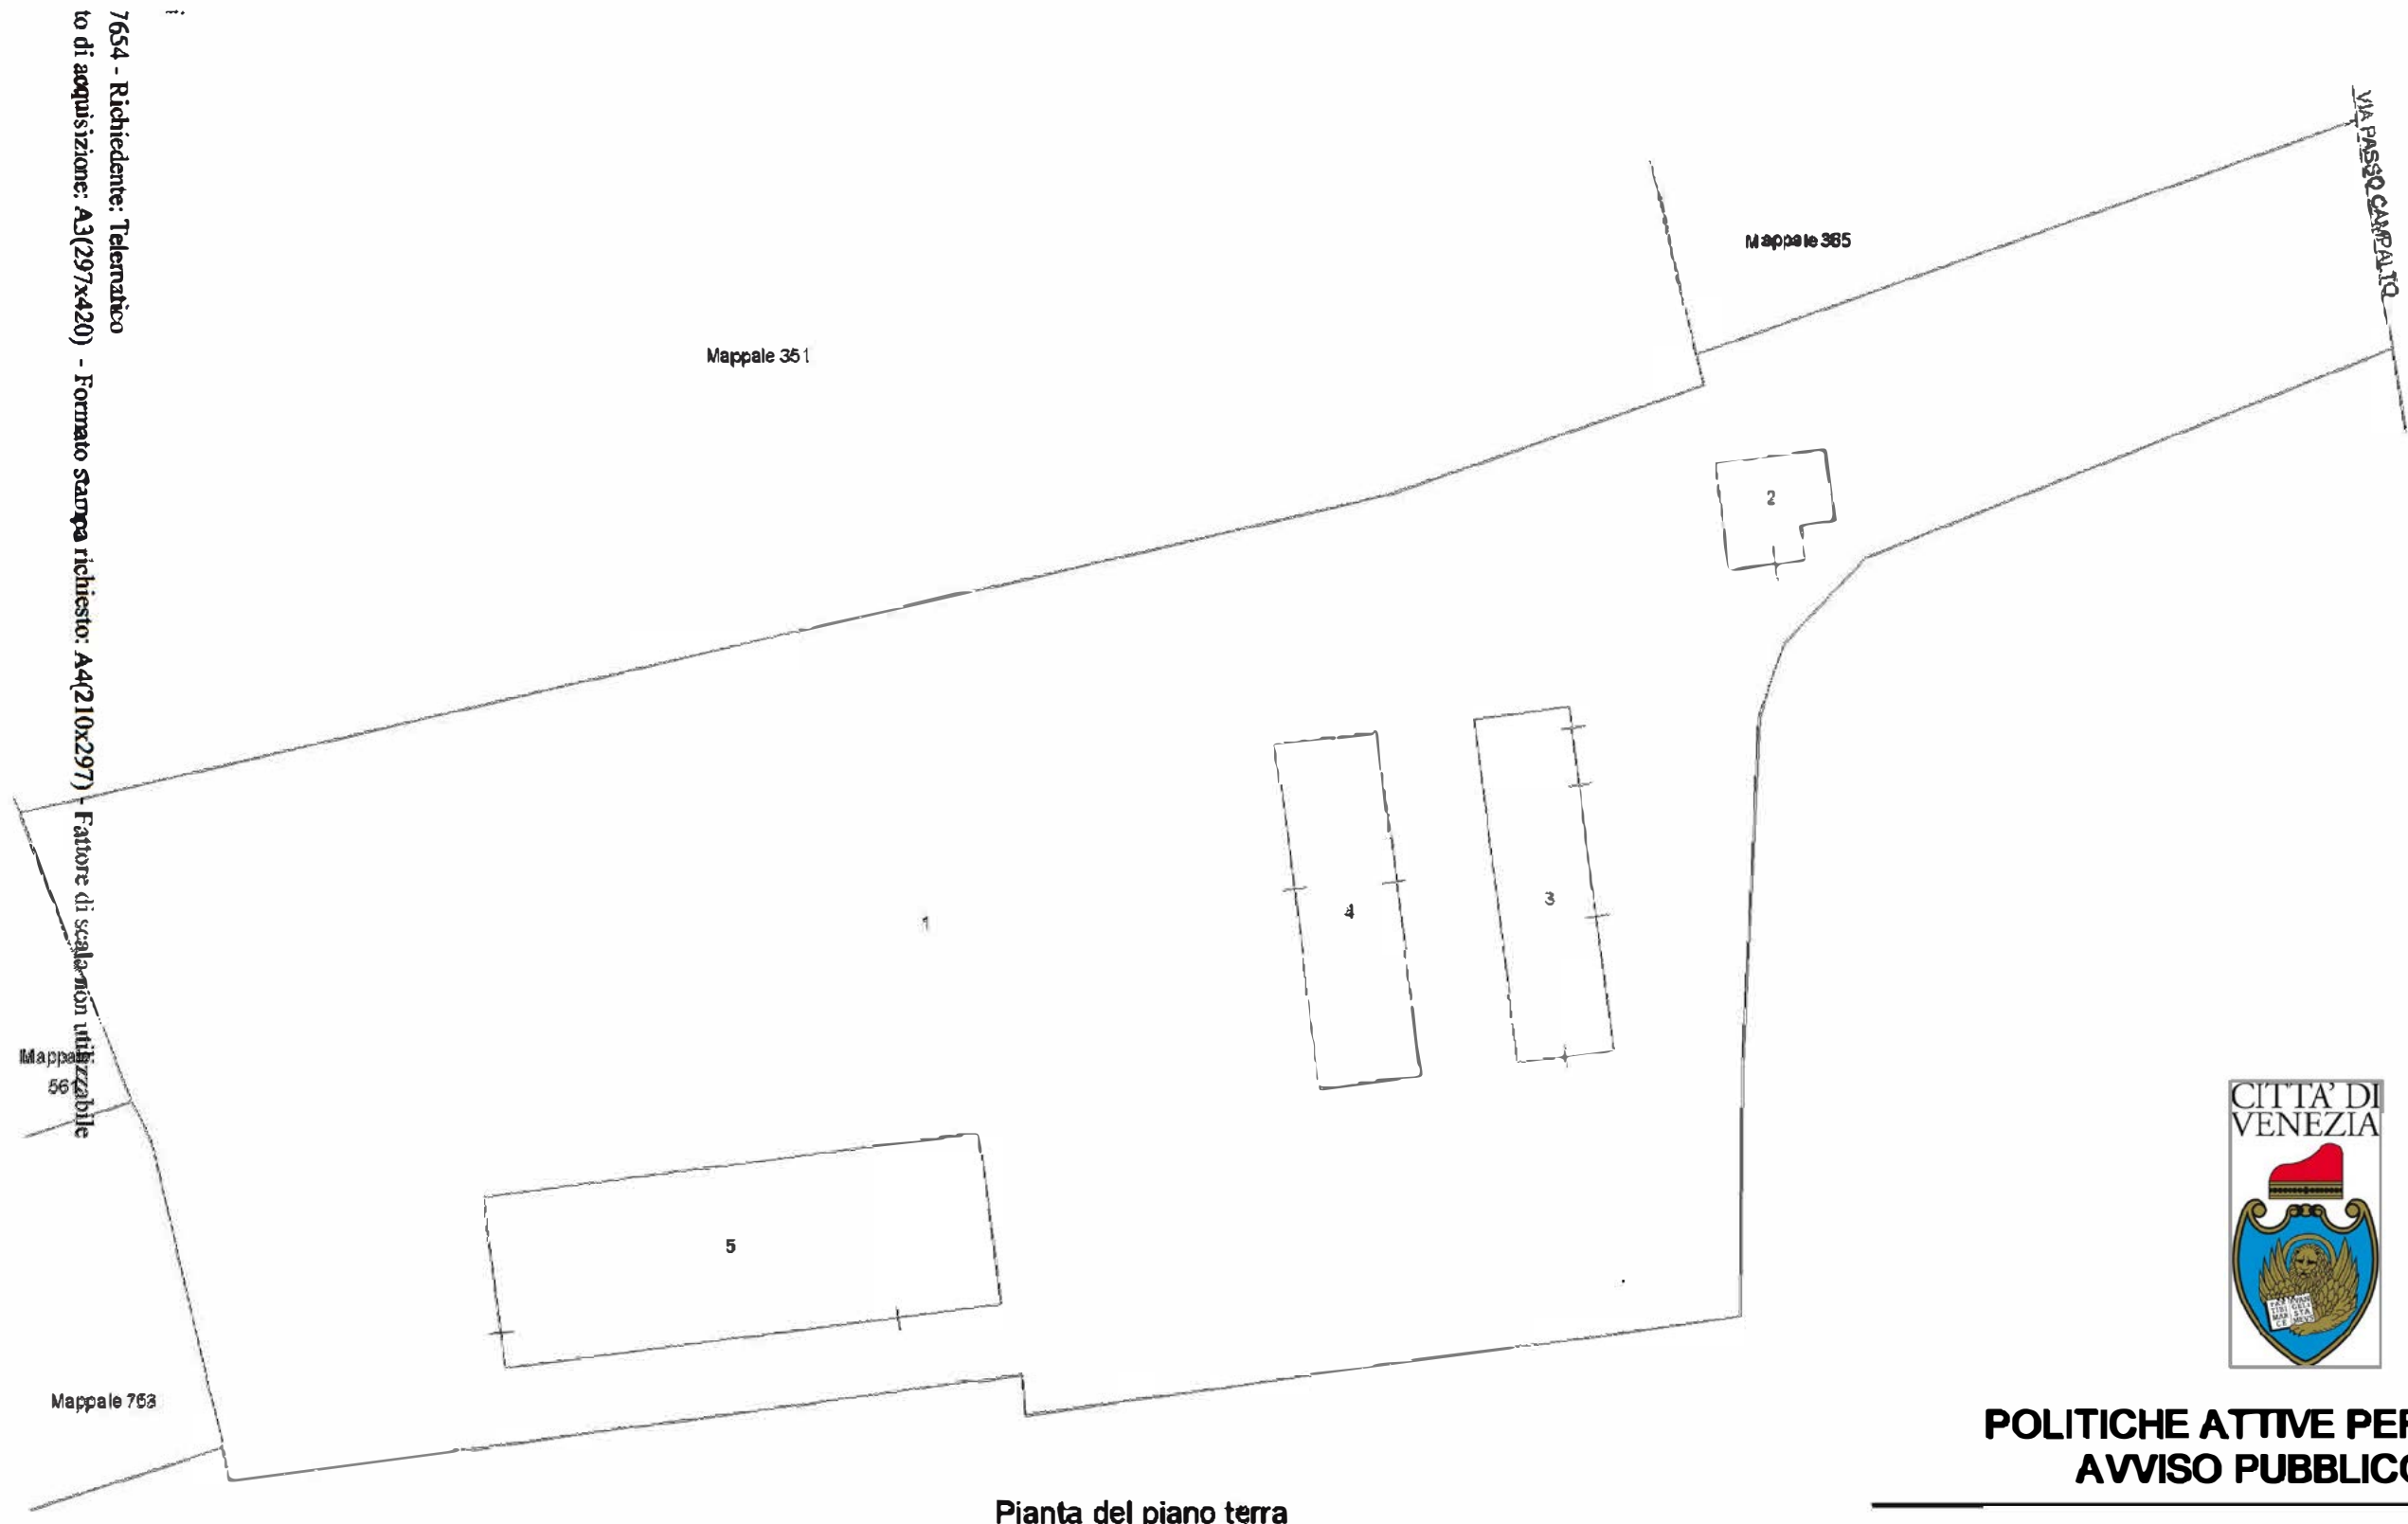 7654 - Richiedente: Telematico
to di acquisizione: A3(297x420) - Formato stampa richiesto: A4(210x297) - Fattore di scala non utilizzabile
VIA PASSO CAMPALTO
Mappale 365
Mappale 351
2
1
4
3
Mappale
561
5
Mappale 763
CITTA' DI
VENEZIA
POLITICHE ATTIVE PER
AVVISO PUBBLICO
Pianta del piano terra